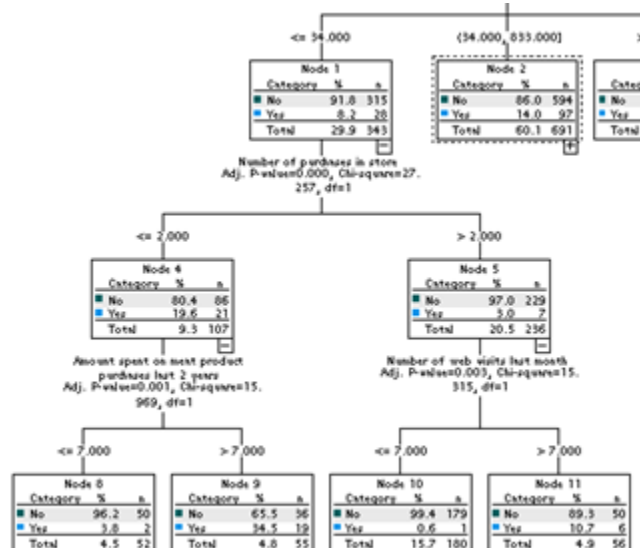 <= 34.000
(34.000, 833.000]
Node 1
Category % n
No 91.8 315
Yes 8.2 28
Total 29.9 343
Node 2
Category % n
No 86.0 594
Yes 14.0 97
Total 60.1 691
Categ
No
Yes
Total
Number of purchases in store
Adj. P-value=0.000, Chi-square=27.
257, df=1
<= 2.000
> 2.000
Node 4
Category % n
No 80.4 86
Yes 19.6 21
Total 9.3 107
Node 5
Category % n
No 97.0 229
Yes 3.0 7
Total 20.5 236
Amount spent on meat product
purchases last 2 years
Adj. P-value=0.001, Chi-square=15.
969, df=1
Number of web visits last month
Adj. P-value=0.003, Chi-square=15.
315, df=1
<= 7.000
> 7.000
<= 7.000
> 7.000
Node 8
Category % n
No 96.2 50
Yes 3.8 2
Total 4.5 52
Node 9
Category % n
No 65.5 36
Yes 34.5 19
Total 4.8 55
Node 10
Category % n
No 99.4 179
Yes 0.6 1
Total 15.7 180
Node 11
Category % n
No 89.3 50
Yes 10.7 6
Total 4.9 56